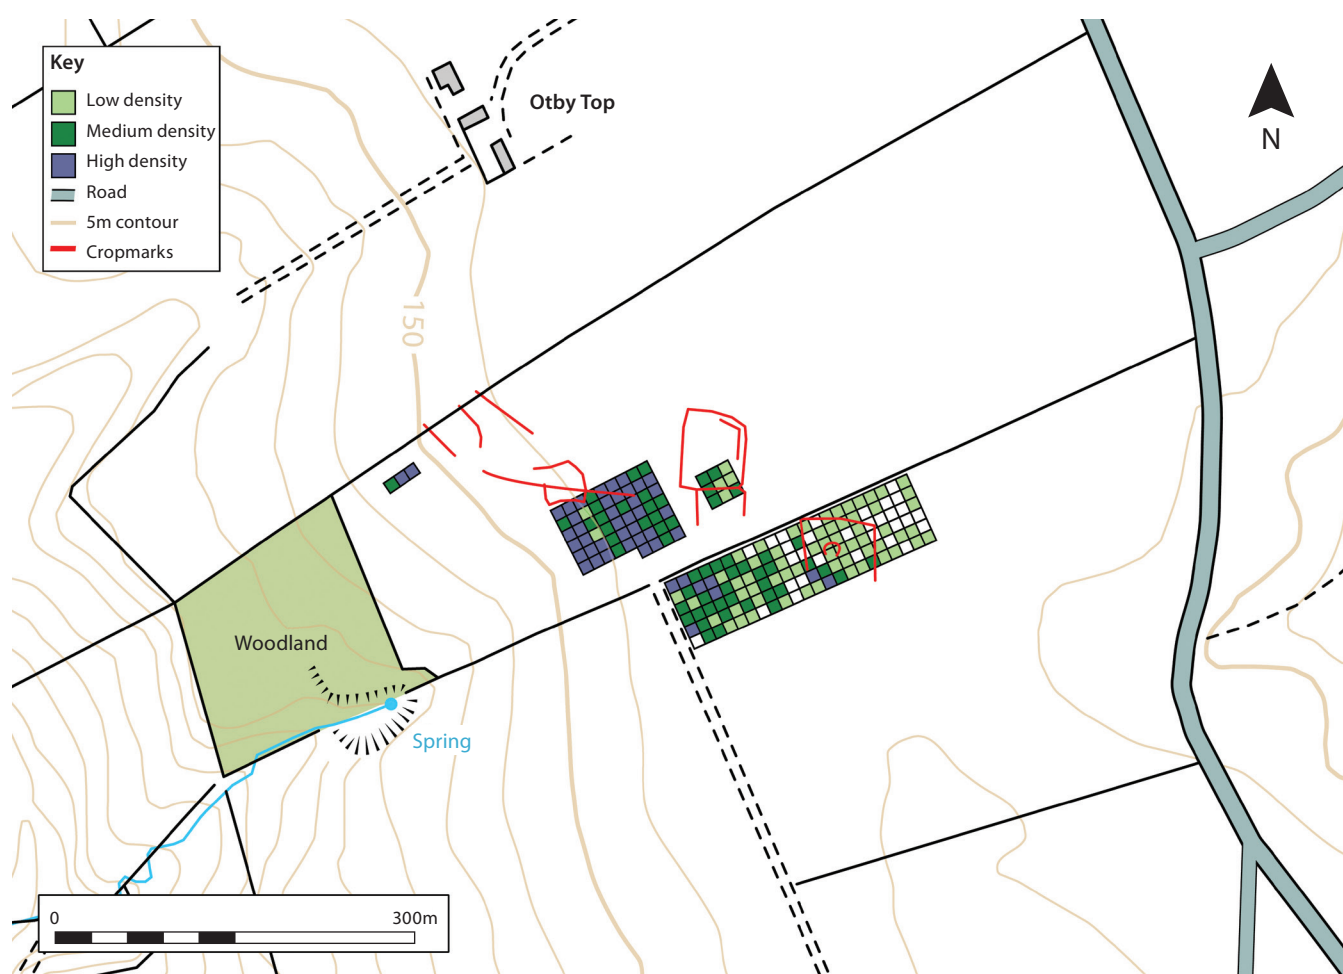 Key
Low density
Medium density
High density
Road
5m contour
Cropmarks
Otby Top
N
150
Woodland
Spring
0 300m